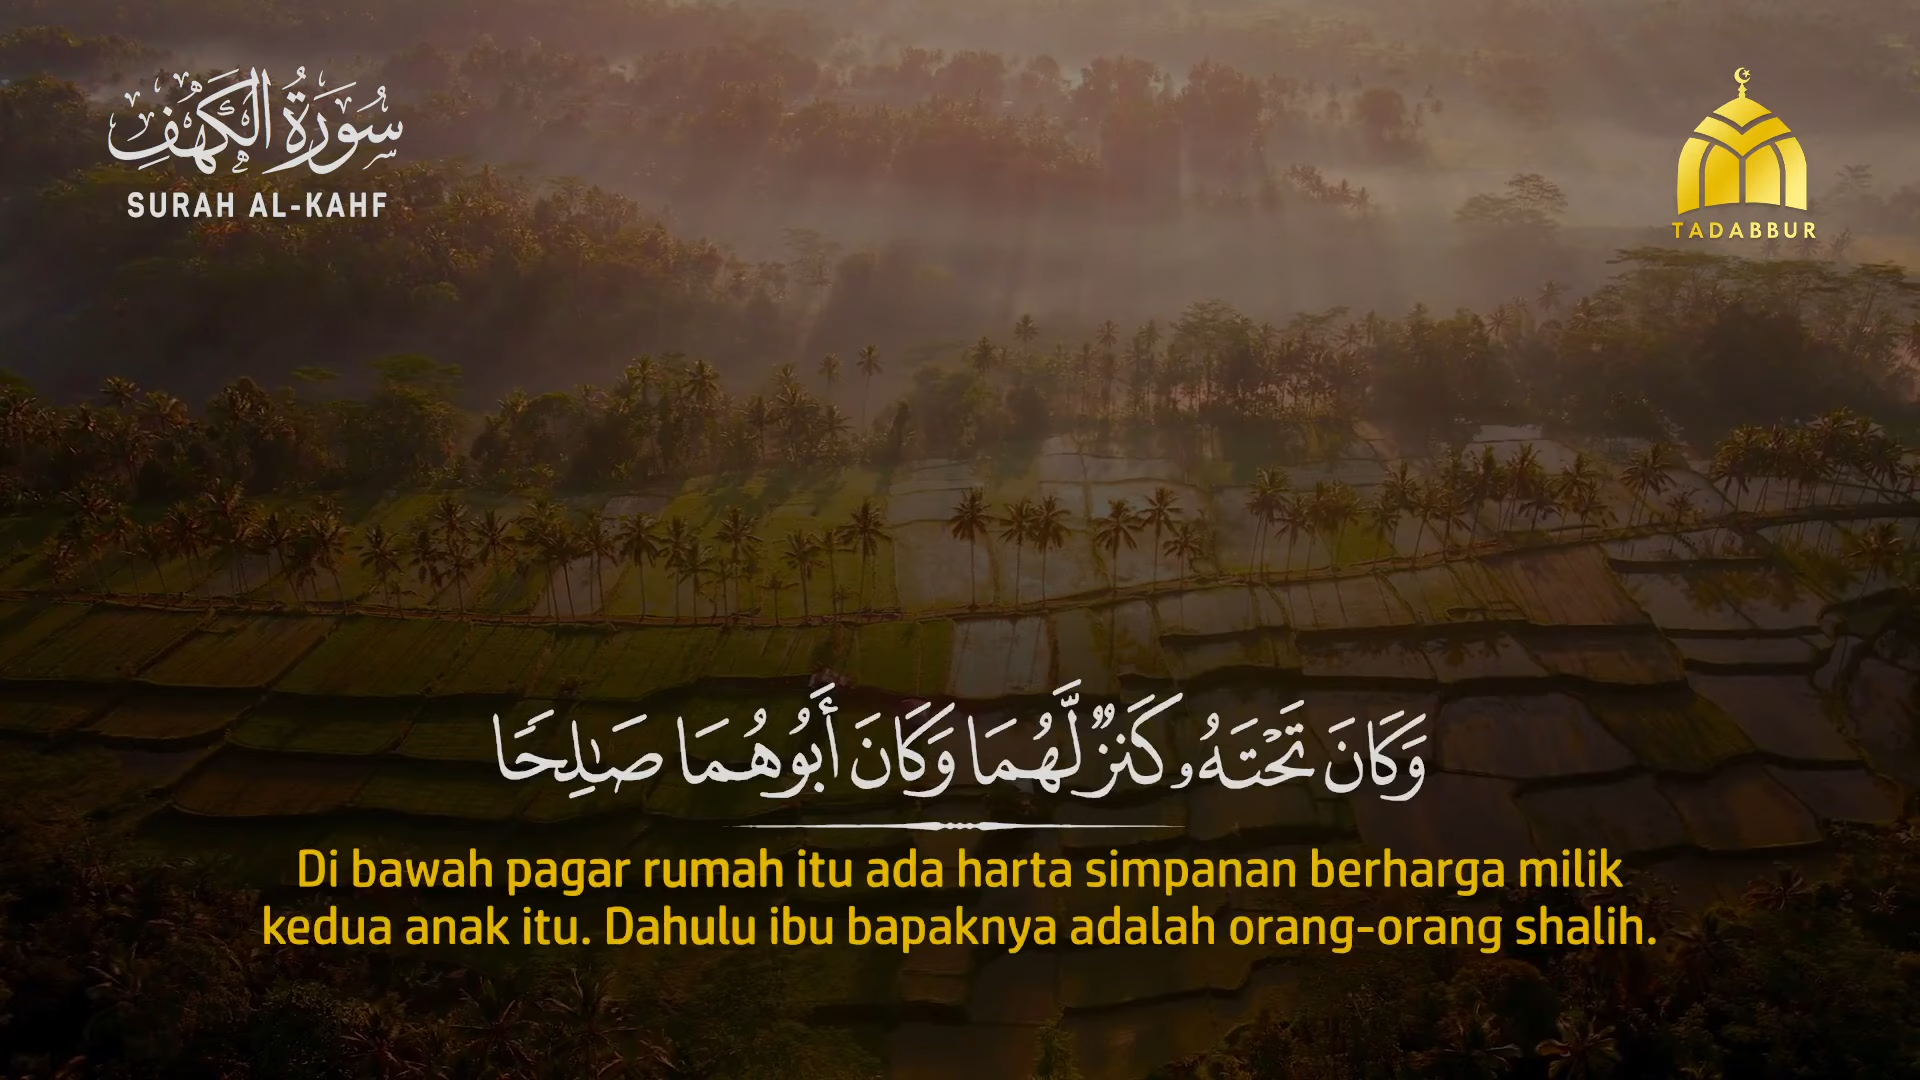 سُورَةُ الْكَهْفِ
SURAH AL-KAHF
TADABBUR
وَكَانَ تَحْتَهُۥ كَنزٌ لَّهُمَا وَكَانَ أَبُوهُمَا صَـٰلِحًا
Di bawah pagar rumah itu ada harta simpanan berharga milik
kedua anak itu. Dahulu ibu bapaknya adalah orang-orang shalih.